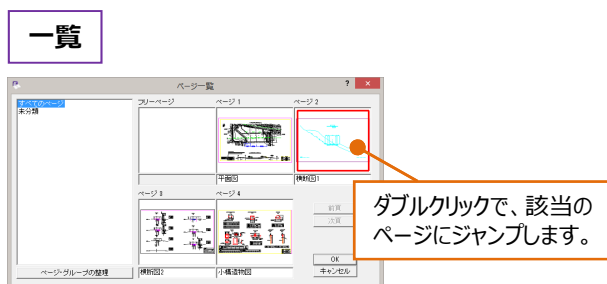 一覧
ページ一覧 ? ×
すべてのページ
未分類
フリーページ ページ 1 ページ 2
平面図 横断図1
ページ 3 ページ 4
横断図2 小構造物図
前頁
次頁
OK
キャンセル
ページ・グループの整理
ダブルクリックで、該当の
ページにジャンプします。